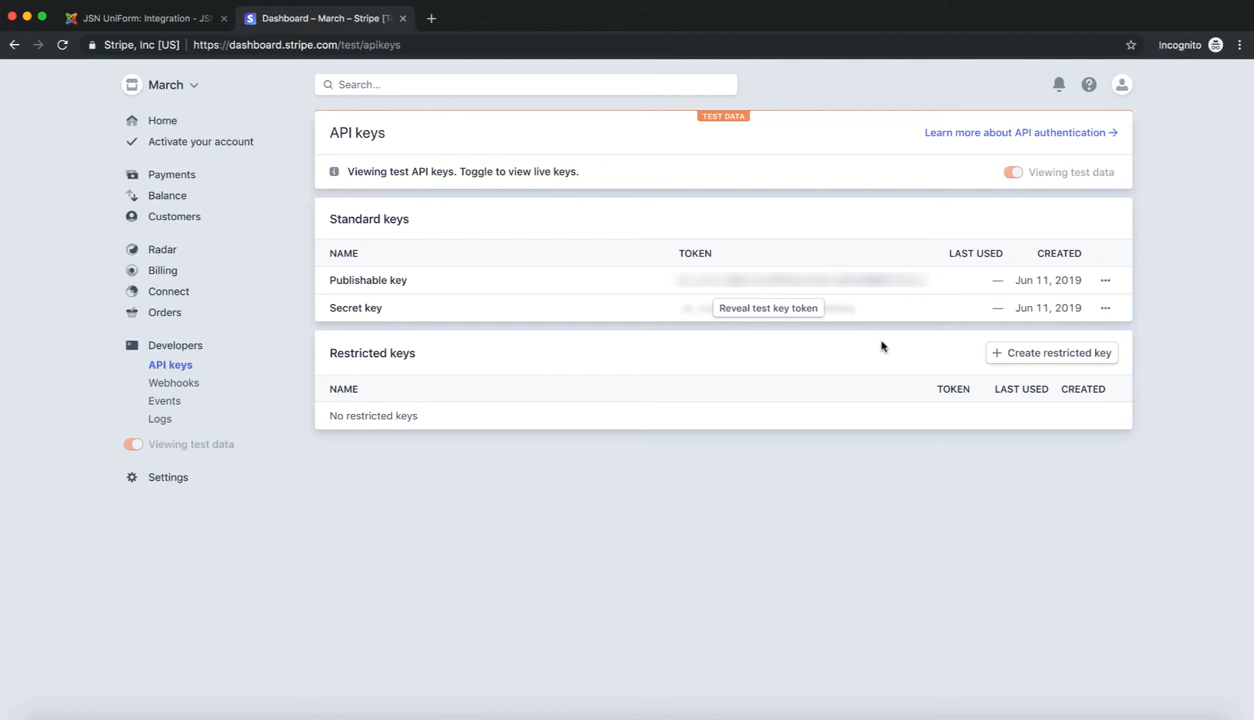 JSN UniForm: Integration - JS
Dashboard – March – Stripe [Te
Stripe, Inc [US]
https://dashboard.stripe.com/test/apikeys
Incognito
March
Search...
Home
Activate your account
Payments
Balance
Customers
Radar
Billing
Connect
Orders
Developers
API keys
Webhooks
Events
Logs
Viewing test data
Settings
TEST DATA
API keys
Learn more about API authentication
Viewing test API keys. Toggle to view live keys.
Viewing test data
Standard keys
NAME TOKEN LAST USED CREATED
Publishable key — Jun 11, 2019
Secret key Reveal test key token — Jun 11, 2019
Restricted keys
+ Create restricted key
NAME TOKEN LAST USED CREATED
No restricted keys